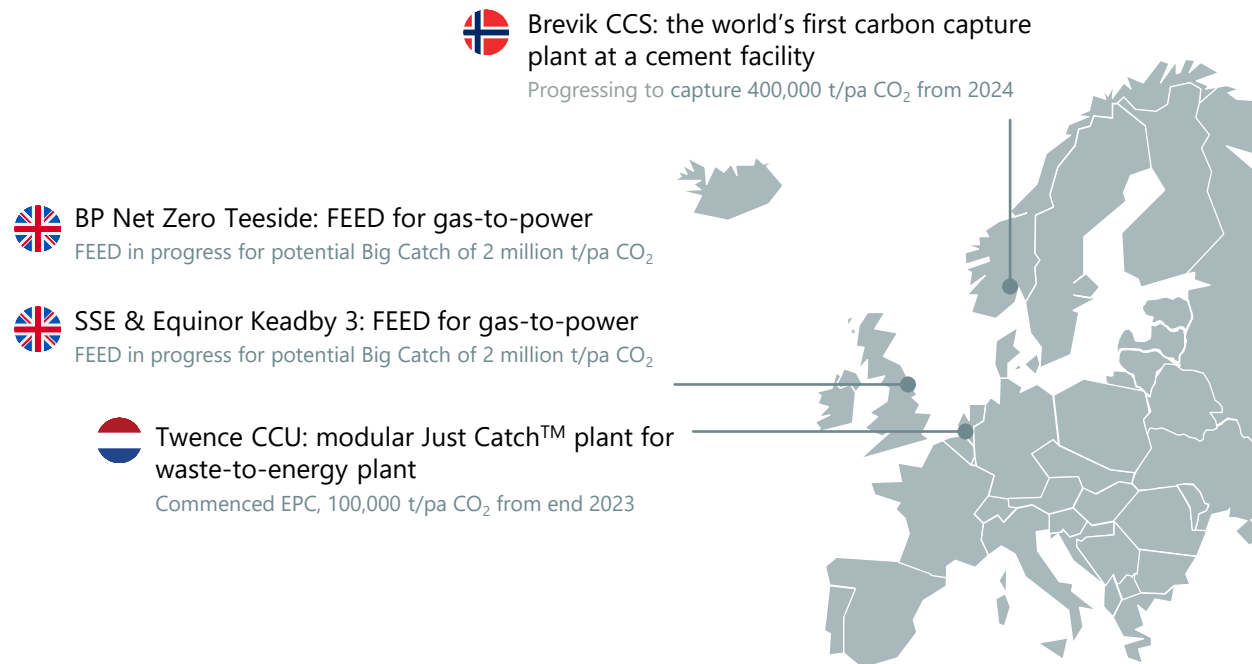 Brevik CCS: the world’s first carbon capture
plant at a cement facility
Progressing to capture 400,000 t/pa CO₂ from 2024
BP Net Zero Teeside: FEED for gas-to-power
FEED in progress for potential Big Catch of 2 million t/pa CO₂
SSE & Equinor Keadby 3: FEED for gas-to-power
FEED in progress for potential Big Catch of 2 million t/pa CO₂
Twence CCU: modular Just Catch™ plant for
waste-to-energy plant
Commenced EPC, 100,000 t/pa CO₂ from end 2023